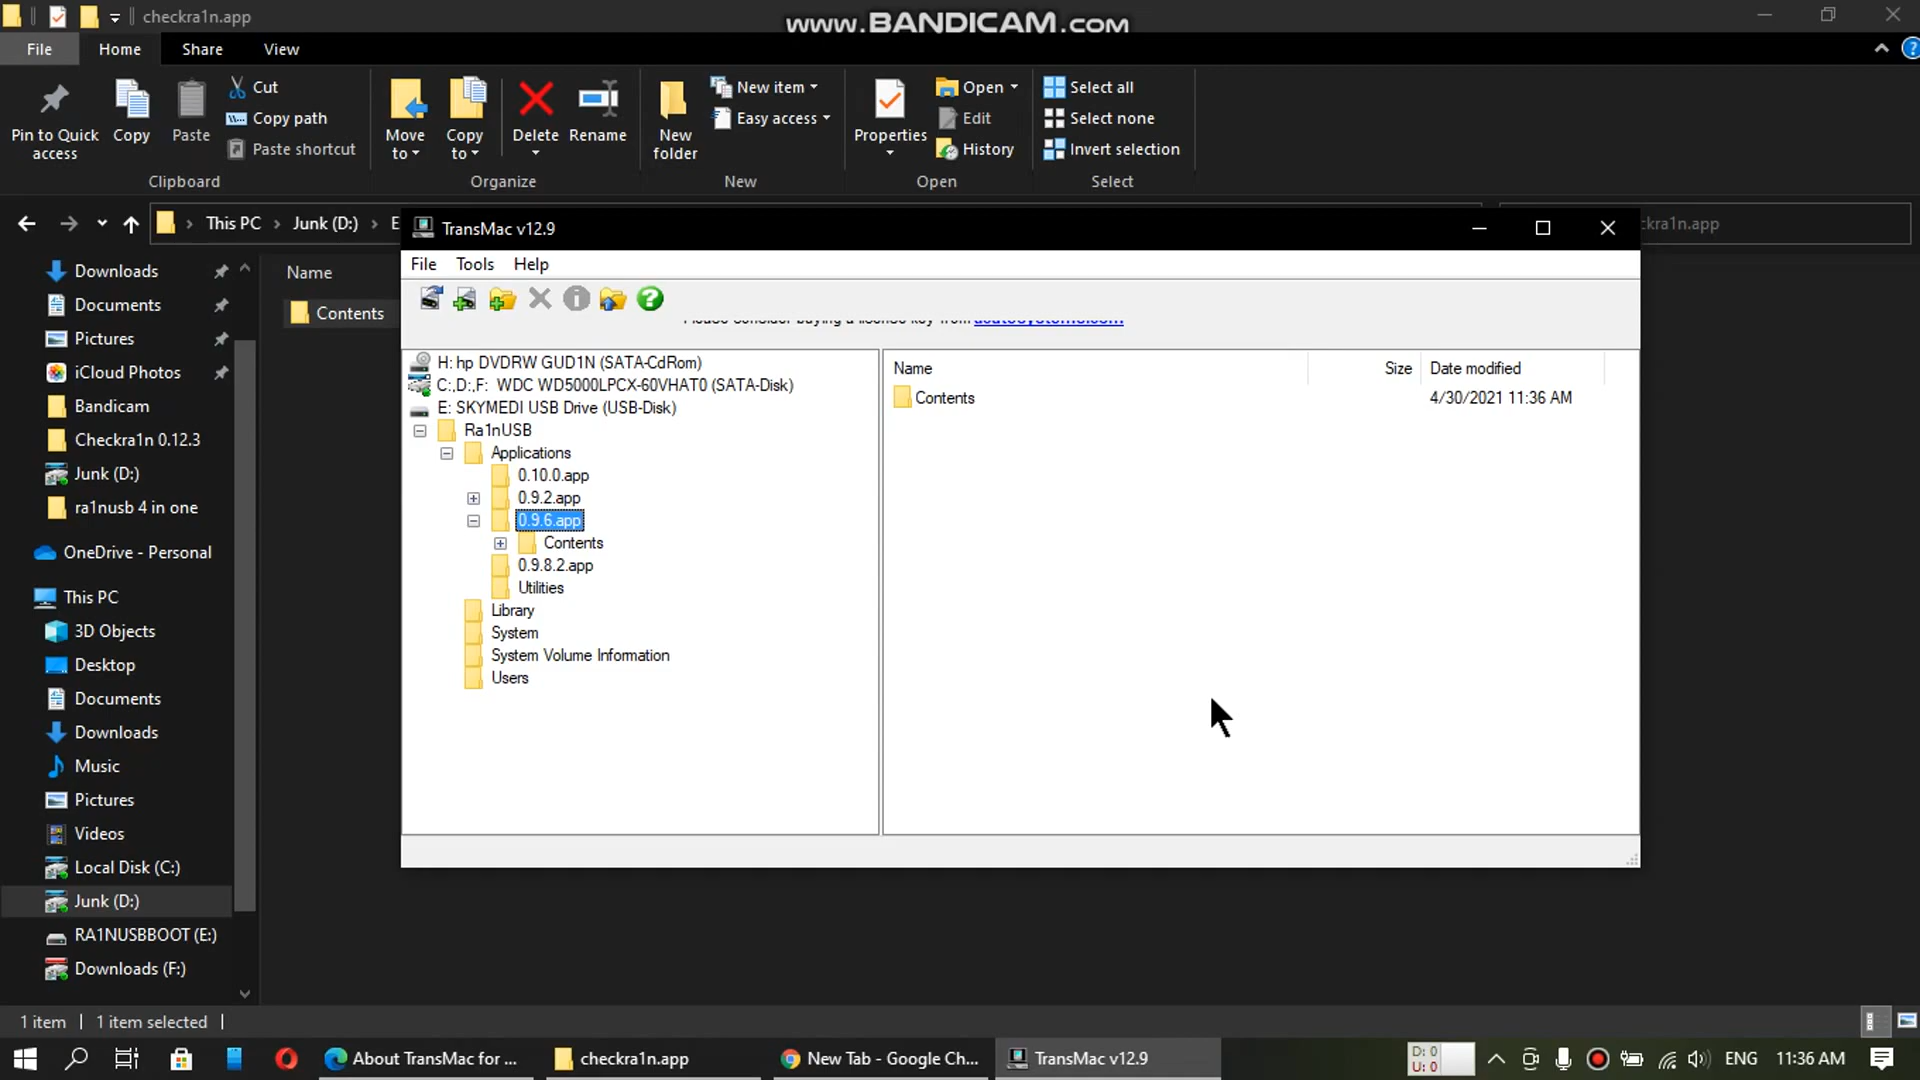 checkra1n.app
www.BANDICAM.com
File Home Share View
Pin to Quick access
Copy
Paste
Cut
Copy path
Paste shortcut
Clipboard
Move to
Copy to
Delete
Rename
Organize
New folder
New item
Easy access
New
Properties
Open
Edit
History
Open
Select all
Select none
Invert selection
Select
This PC Junk (D:)
TransMac v12.9
File Tools Help
Please consider buying a license key from
Name
Contents
Downloads
Documents
Pictures
iCloud Photos
Bandicam
Checkra1n 0.12.3
Junk (D:)
ra1nusb 4 in one
OneDrive - Personal
This PC
3D Objects
Desktop
Documents
Downloads
Music
Pictures
Videos
Local Disk (C:)
Junk (D:)
RA1NUSBBOOT (E:)
Downloads (F:)
H: hp DVDRW GUD1N (SATA-CdRom)
C:,D:,F: WDC WD5000LPCX-60VHAT0 (SATA-Disk)
E: SKYMEDI USB Drive (USB-Disk)
Ra1nUSB
Applications
0.10.0.app
0.9.2.app
0.9.6.app
Contents
0.9.8.2.app
Utilities
Library
System
System Volume Information
Users
Name Size Date modified
Contents 4/30/2021 11:36 AM
1 item 1 item selected
About TransMac for ...
checkra1n.app
New Tab - Google Ch...
TransMac v12.9
D: 0
U: 0
ENG
11:36 AM